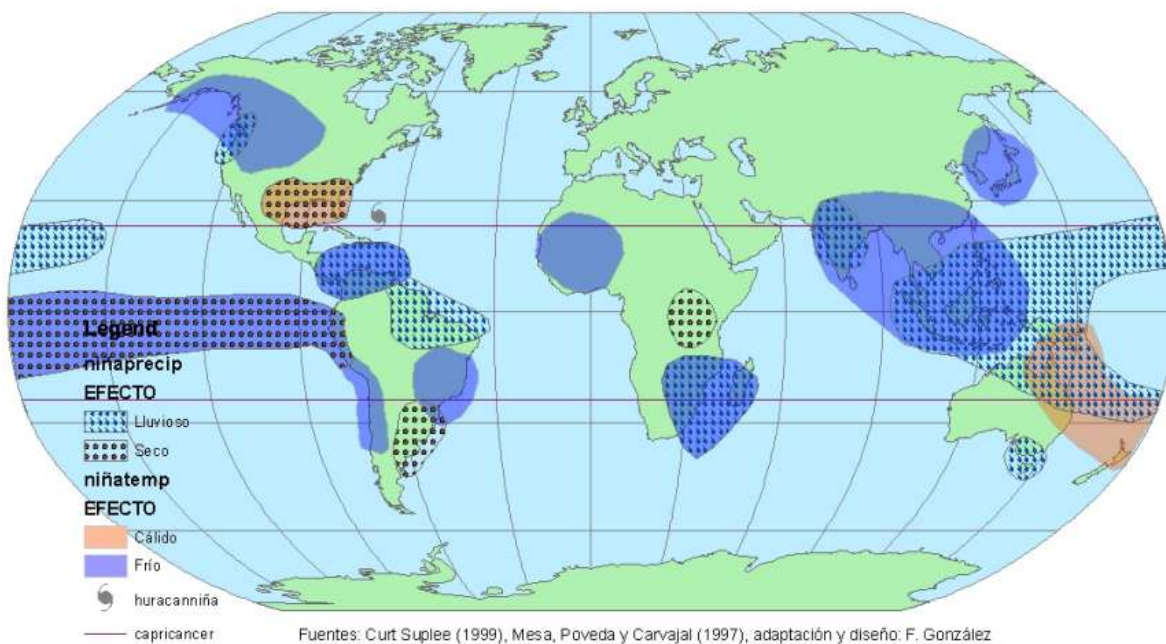 Legend
niñaprecip
EFECTO
Lluvioso
Seco
niñatemp
EFECTO
Cálido
Frío
huracanniña
capricancer
Fuentes: Curt Suplee (1999), Mesa, Poveda y Carvajal (1997), adaptación y diseño: F. González